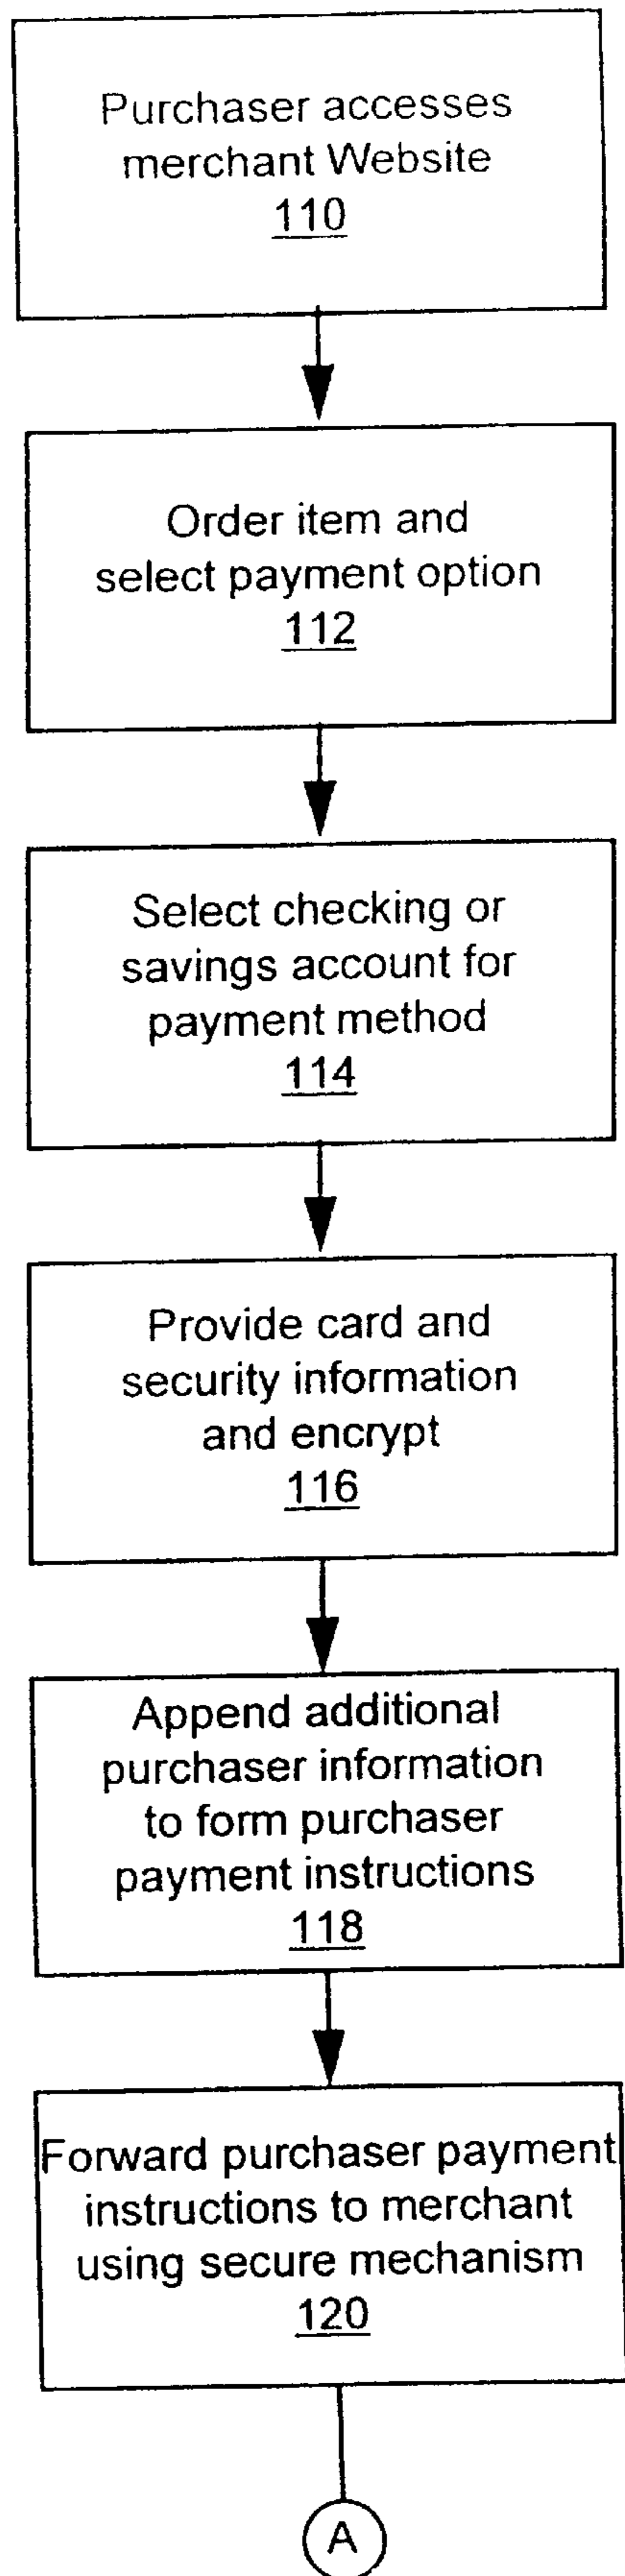 Purchaser accesses
merchant Website
110
Order item and
select payment option
112
Select checking or
savings account for
payment method
114
Provide card and
security information
and encrypt
116
Append additional
purchaser information
to form purchaser
payment instructions
118
Forward purchaser payment
instructions to merchant
using secure mechanism
120
A